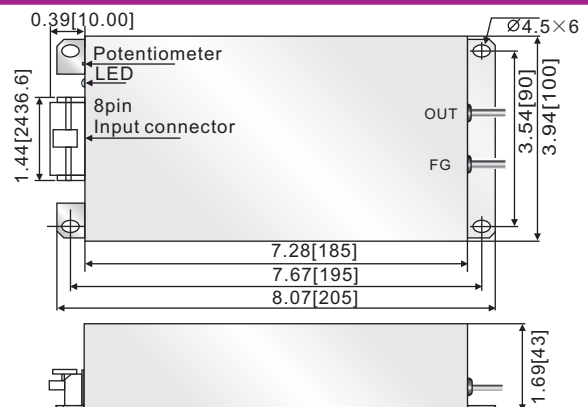 0.39[10.00]
Ø4.5×6
Potentiometer
LED
8pin
Input connector
1.44[2436.6]
OUT
FG
3.54[90]
3.94[100]
7.28[185]
7.67[195]
8.07[205]
1.69[43]